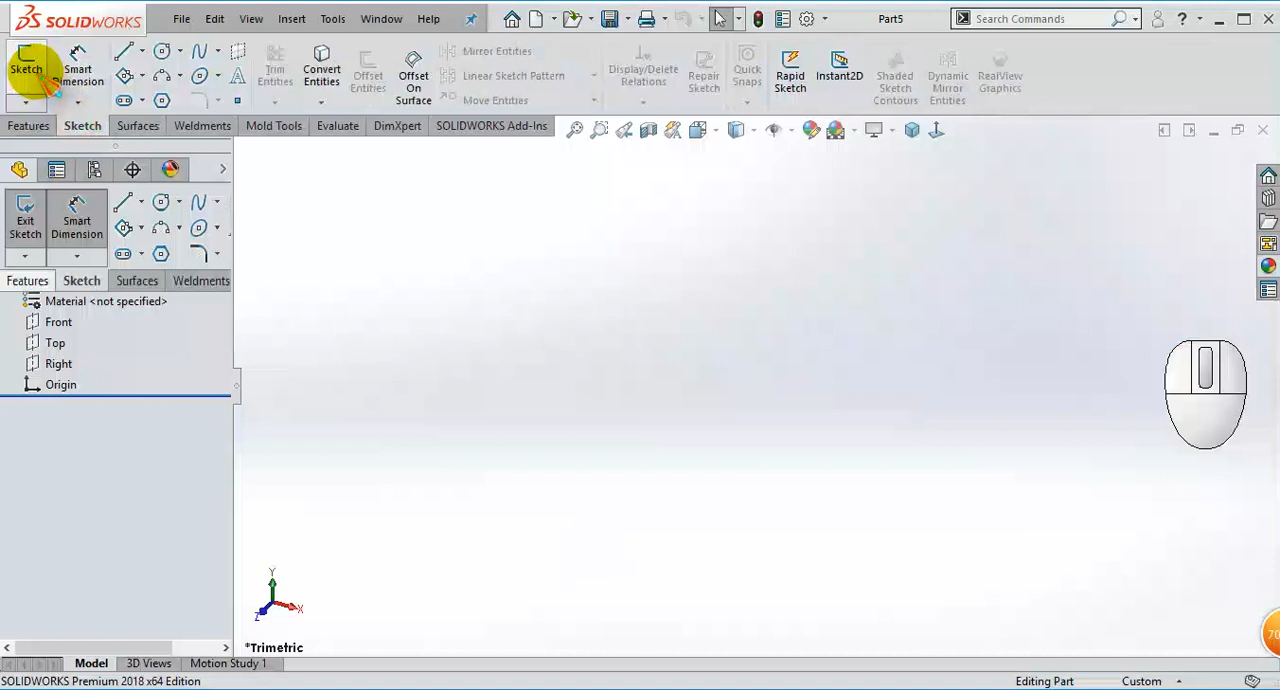 SOLIDWORKS File Edit View Insert Tools Window Help Part5 Search Commands ?
Sketch Smart Dimension Trim Entities Convert Entities Offset Entities Offset On Surface Mirror Entities Linear Sketch Pattern Move Entities Display/Delete Relations Repair Sketch Quick Snaps Rapid Sketch Instant2D Shaded Sketch Contours Dynamic Mirror Entities RealView Graphics
Features Sketch Surfaces Weldments Mold Tools Evaluate DimXpert SOLIDWORKS Add-Ins
Exit Sketch Smart Dimension
Features Sketch Surfaces Weldments
Material <not specified>
Front
Top
Right
Origin
Y
X
Z
70
*Trimetric
Model 3D Views Motion Study 1
SOLIDWORKS Premium 2018 x64 Edition Editing Part Custom